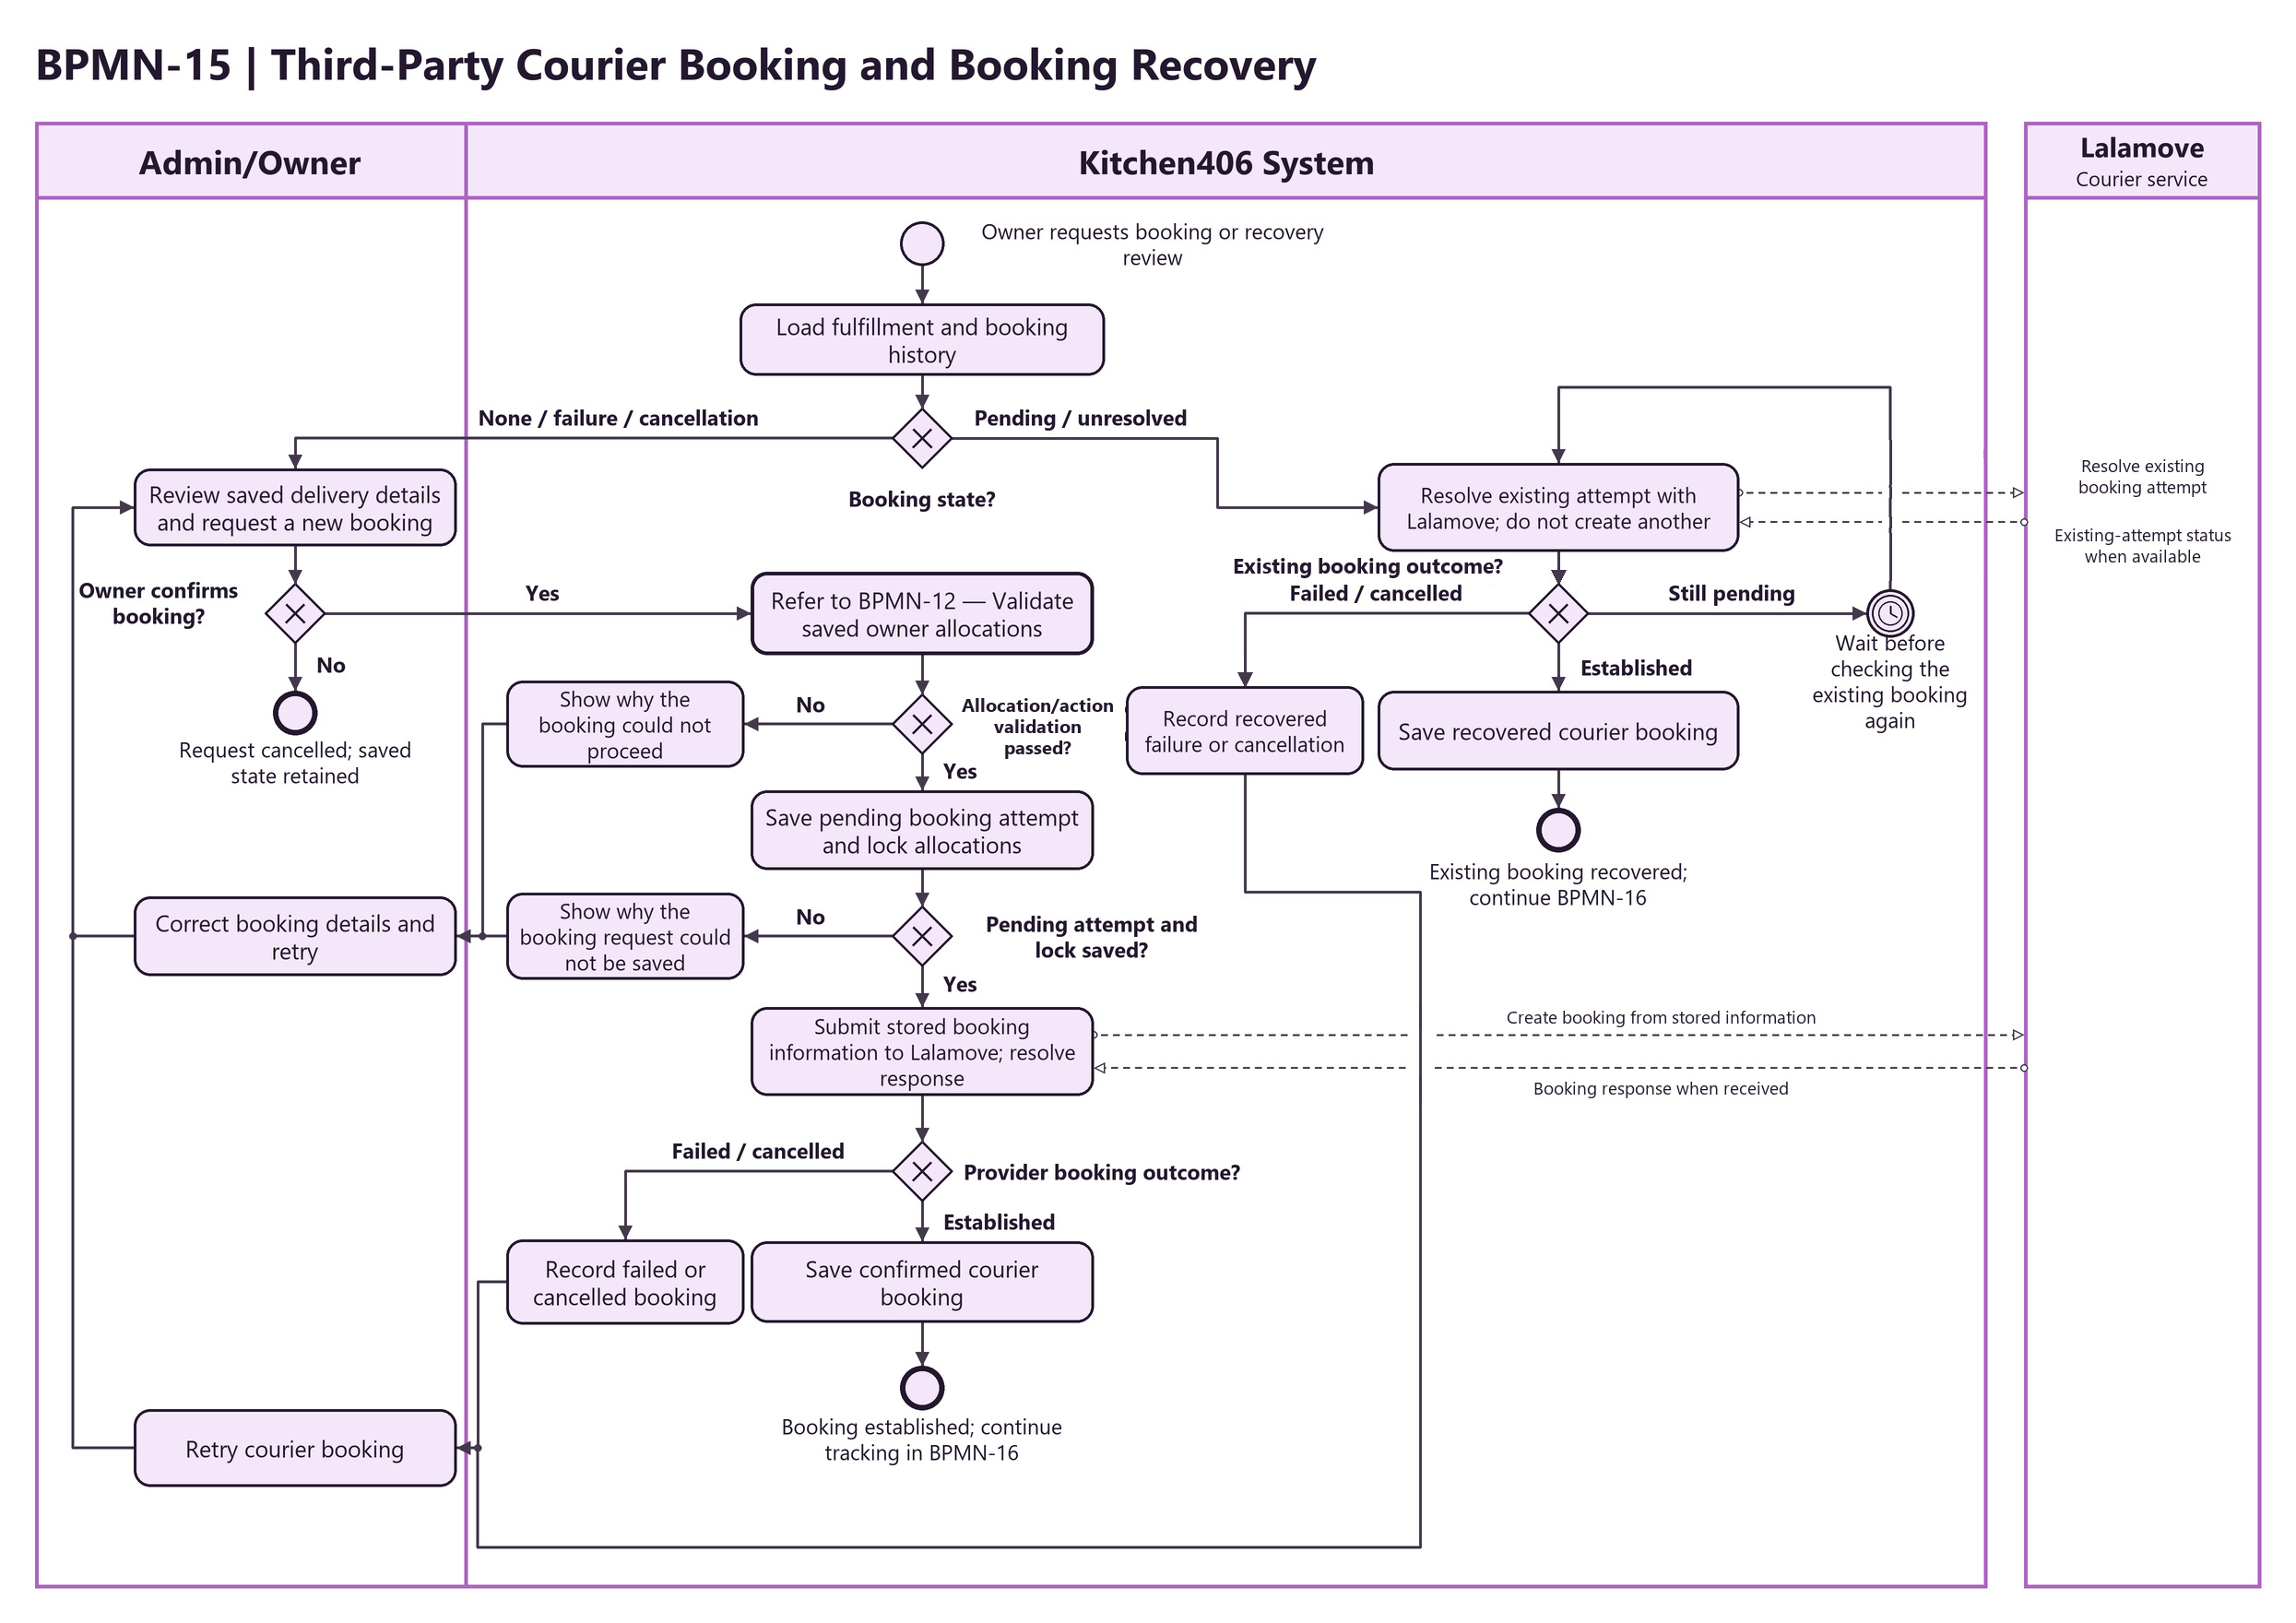 BPMN-15 | Third-Party Courier Booking and Booking Recovery
Admin/Owner
Kitchen406 System
Lalamove
Courier service
Owner requests booking or recovery
review
Load fulfillment and booking
history
None / failure / cancellation
Pending / unresolved
Booking state?
Review saved delivery details
and request a new booking
Resolve existing attempt with
Lalamove; do not create another
Resolve existing
booking attempt
Existing-attempt status
when available
Owner confirms
booking?
Yes
No
Request cancelled; saved
state retained
Refer to BPMN-12 — Validate
saved owner allocations
Existing booking outcome?
Failed / cancelled
Still pending
Established
Wait before
checking the
existing booking
again
Show why the
booking could not
proceed
No
Allocation/action
validation
passed?
Yes
Record recovered
failure or cancellation
Save recovered courier booking
Save pending booking attempt
and lock allocations
Existing booking recovered;
continue BPMN-16
Correct booking details and
retry
Show why the
booking request could
not be saved
No
Pending attempt and
lock saved?
Yes
Submit stored booking
information to Lalamove; resolve
response
Create booking from stored information
Booking response when received
Failed / cancelled
Provider booking outcome?
Established
Record failed or
cancelled booking
Save confirmed courier
booking
Booking established; continue
tracking in BPMN-16
Retry courier booking